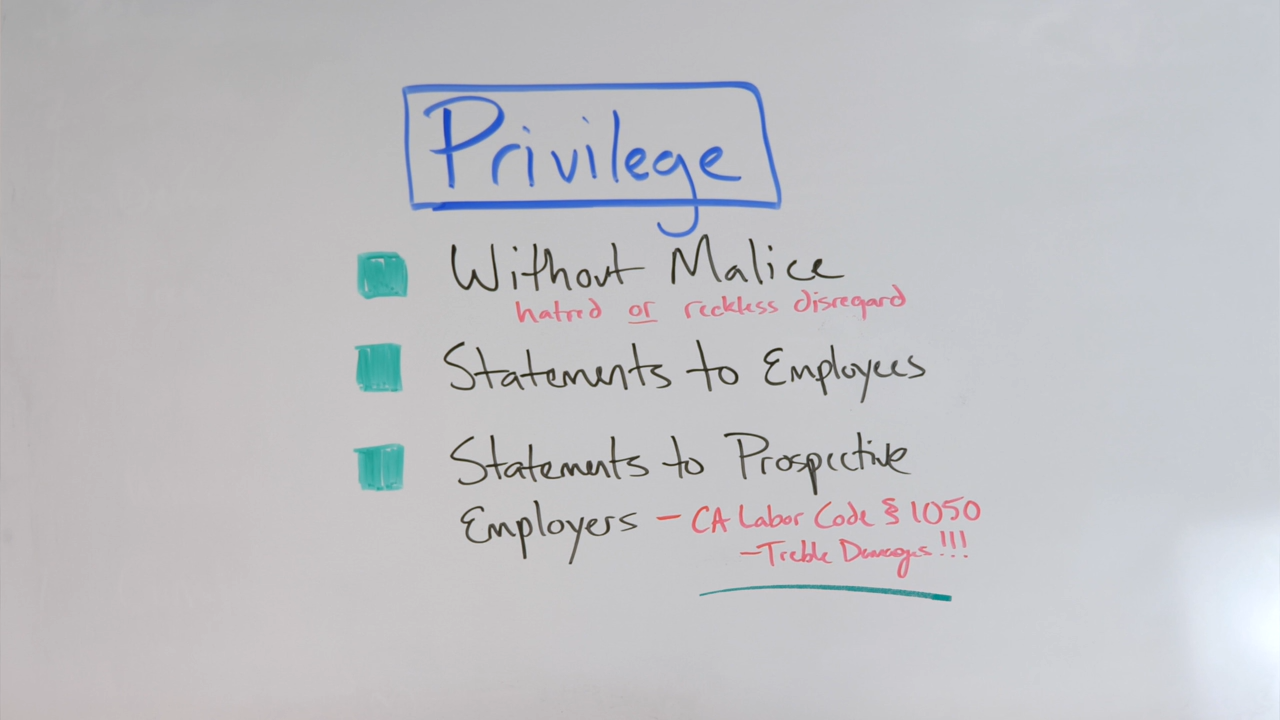 Privilege
Without Malice
hatred or reckless disregard
Statements to Employees
Statements to Prospective
Employers - CA Labor Code § 1050
- Treble Damages!!!